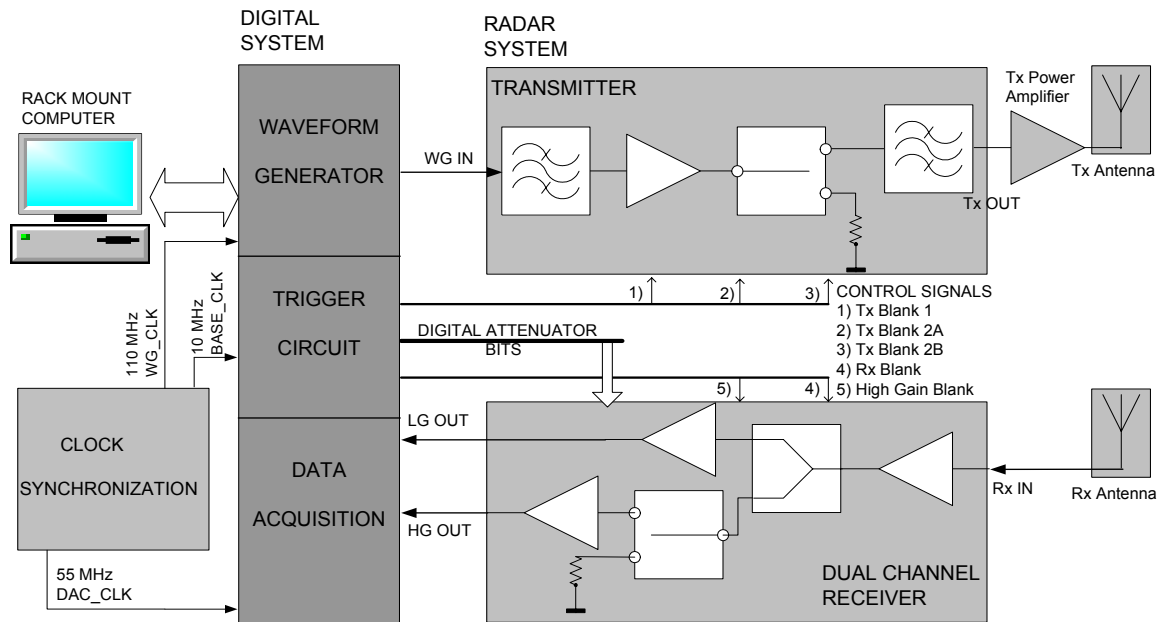 DIGITAL
SYSTEM
RADAR
SYSTEM
RACK MOUNT
COMPUTER
WAVEFORM
GENERATOR
WG IN
TRANSMITTER
Tx Power
Amplifier
Tx OUT
Tx Antenna
110 MHz
WG_CLK
10 MHz
BASE_CLK
TRIGGER
CIRCUIT
1)
2)
3)
CONTROL SIGNALS
1) Tx Blank 1
2) Tx Blank 2A
3) Tx Blank 2B
4) Rx Blank
5) High Gain Blank
DIGITAL ATTENUATOR
BITS
5)
4)
CLOCK
SYNCHRONIZATION
55 MHz
DAC_CLK
DATA
ACQUISITION
LG OUT
HG OUT
Rx IN
Rx Antenna
DUAL CHANNEL
RECEIVER